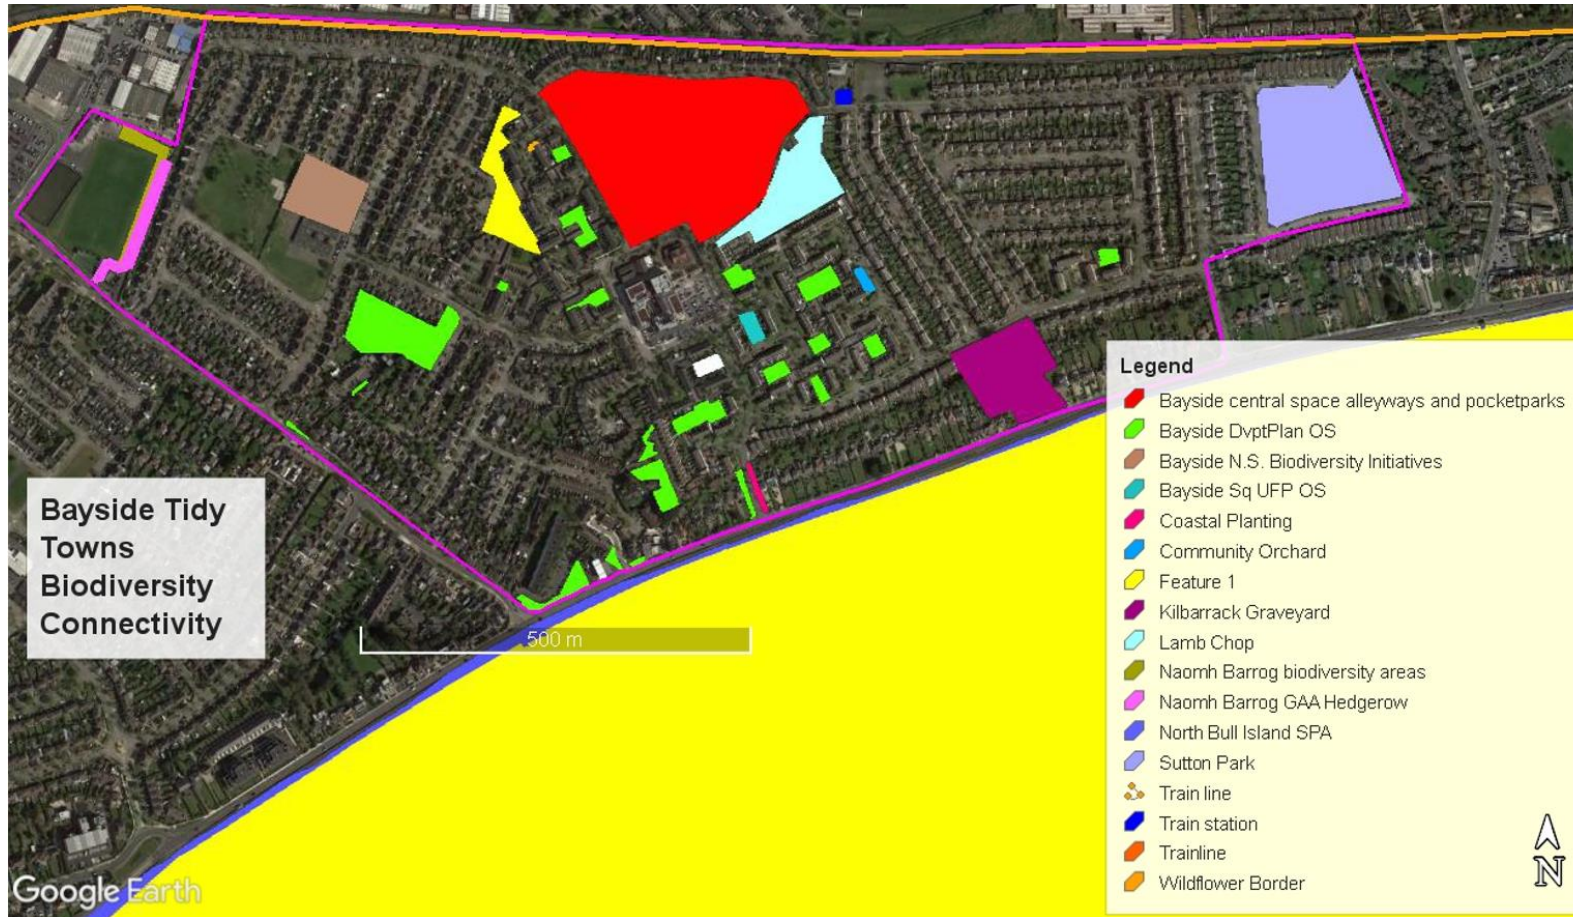 Bayside Tidy
Towns
Biodiversity
Connectivity
500 m
Legend
Bayside central space alleyways and pocketparks
Bayside DvptPlan OS
Bayside N.S. Biodiversity Initiatives
Bayside Sq UFP OS
Coastal Planting
Community Orchard
Feature 1
Kilbarrack Graveyard
Lamb Chop
Naomh Barrog biodiversity areas
Naomh Barrog GAA Hedgerow
North Bull Island SPA
Sutton Park
Train line
Train station
Trainline
Wildflower Border
N
Google Earth